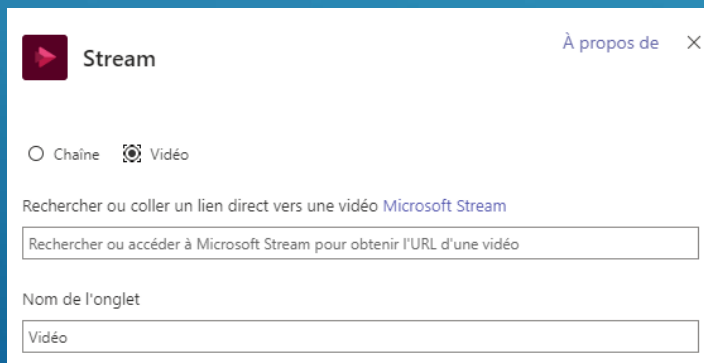 Stream
À propos de
Chaîne Vidéo
Rechercher ou coller un lien direct vers une vidéo Microsoft Stream
Rechercher ou accéder à Microsoft Stream pour obtenir l'URL d'une vidéo
Nom de l'onglet
Vidéo